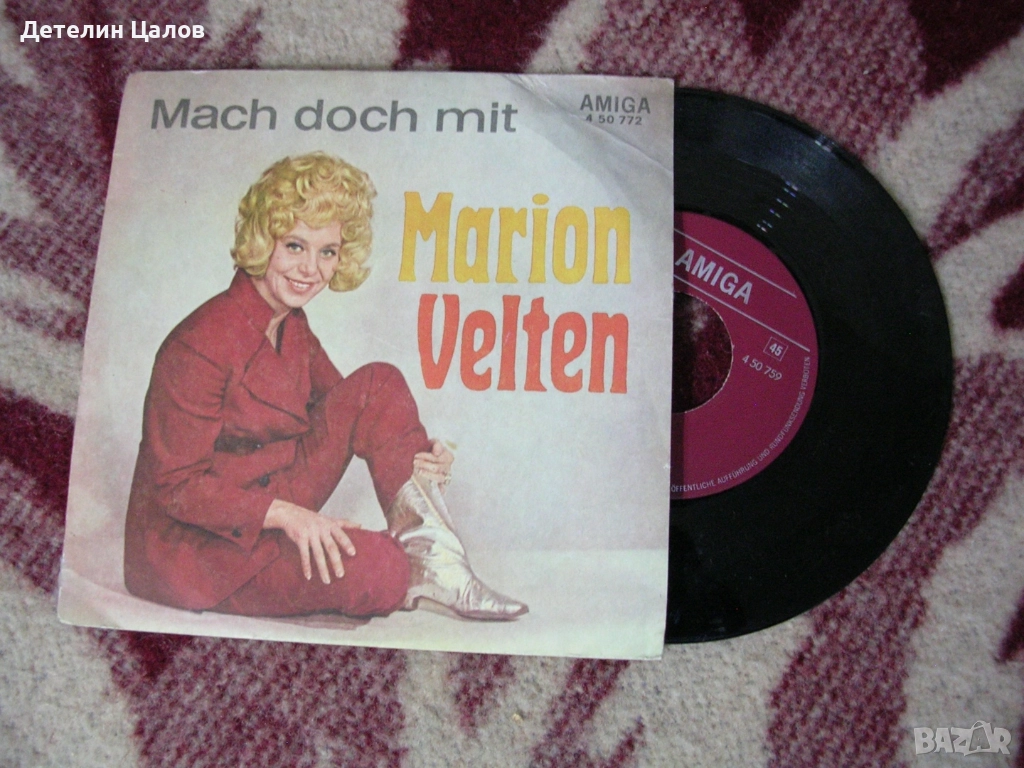 Детелин Цалов
Mach doch mit
AMIGA
4 50 772
Marion
Velten
AMIGA
45
4 50 759
ÖFFENTLICHE AUFFÜHRUNG UND RUNDFUNKSENDUNG VERBOTEN
BAZAR